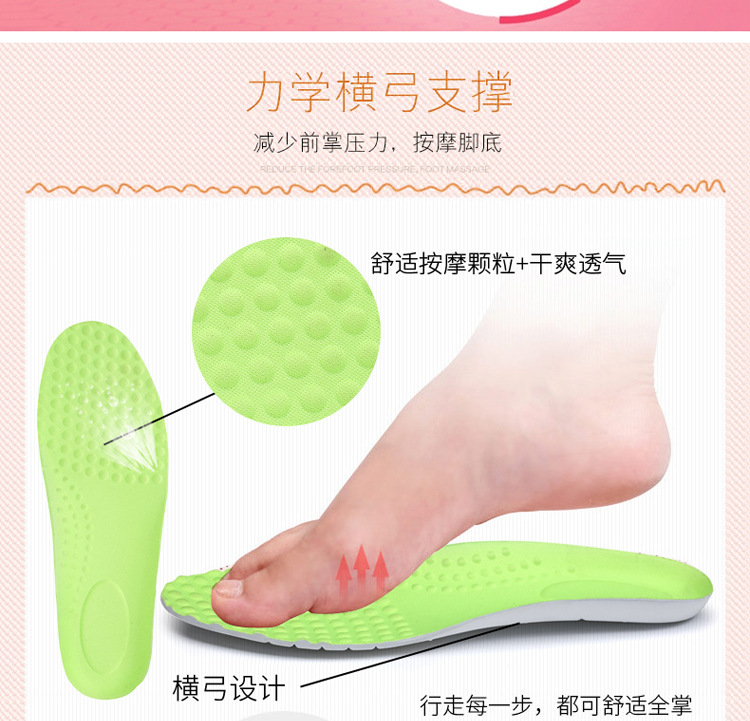 力学横弓支撑
减少前掌压力，按摩脚底
REDUCE THE FOREFOOT PRESSURE, FOOT MASSAGE
舒适按摩颗粒+干爽透气
横弓设计
行走每一步，都可舒适全掌